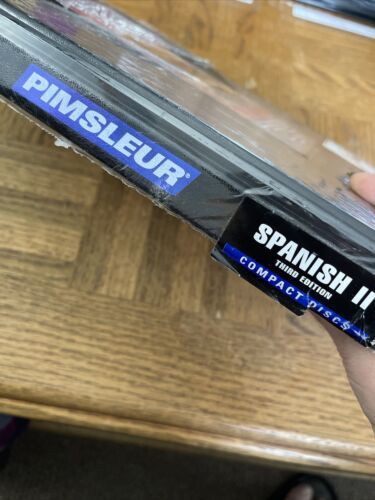 PIMSLEUR®
SPANISH II
THIRD EDITION
COMPACT DISCS